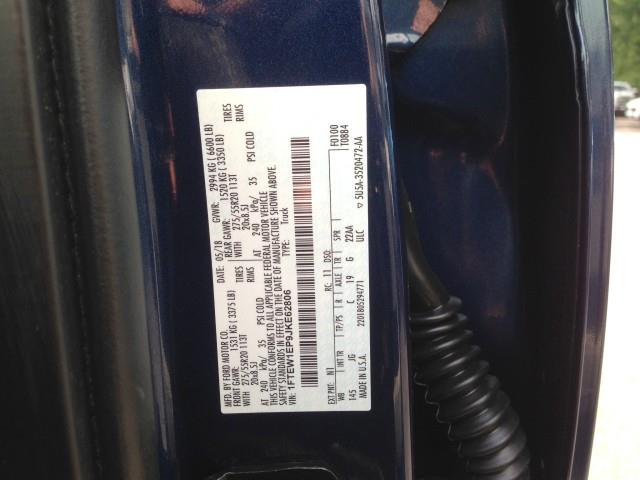 MFD. BY FORD MOTOR CO.
DATE: 05/18 GVWR: 2994 KG ( 6600 LB)
FRONT GAWR: 1531 KG ( 3375 LB) REAR GAWR: 1520 KG ( 3350 LB)
WITH 275/55R20 113T TIRES WITH 275/55R20 113T TIRES
20x8.5J RIMS 20x8.5J RIMS
AT 240 kPa/ 35 PSI COLD AT 240 kPa/ 35 PSI COLD
THIS VEHICLE CONFORMS TO ALL APPLICABLE FEDERAL MOTOR VEHICLE
SAFETY STANDARDS IN EFFECT ON THE DATE OF MANUFACTURE SHOWN ABOVE.
VIN: 1FTEW1EP9JKE62806 TYPE: Truck
F0100
T0884
EXT PNT: N1 RC: 11 DSO:
WB INT TR TP/PS R AXLE TR SPR
145 JG C 19 G 22AA
MADE IN U.S.A. 2201805294771 ULC
5U5A-3520472-AA